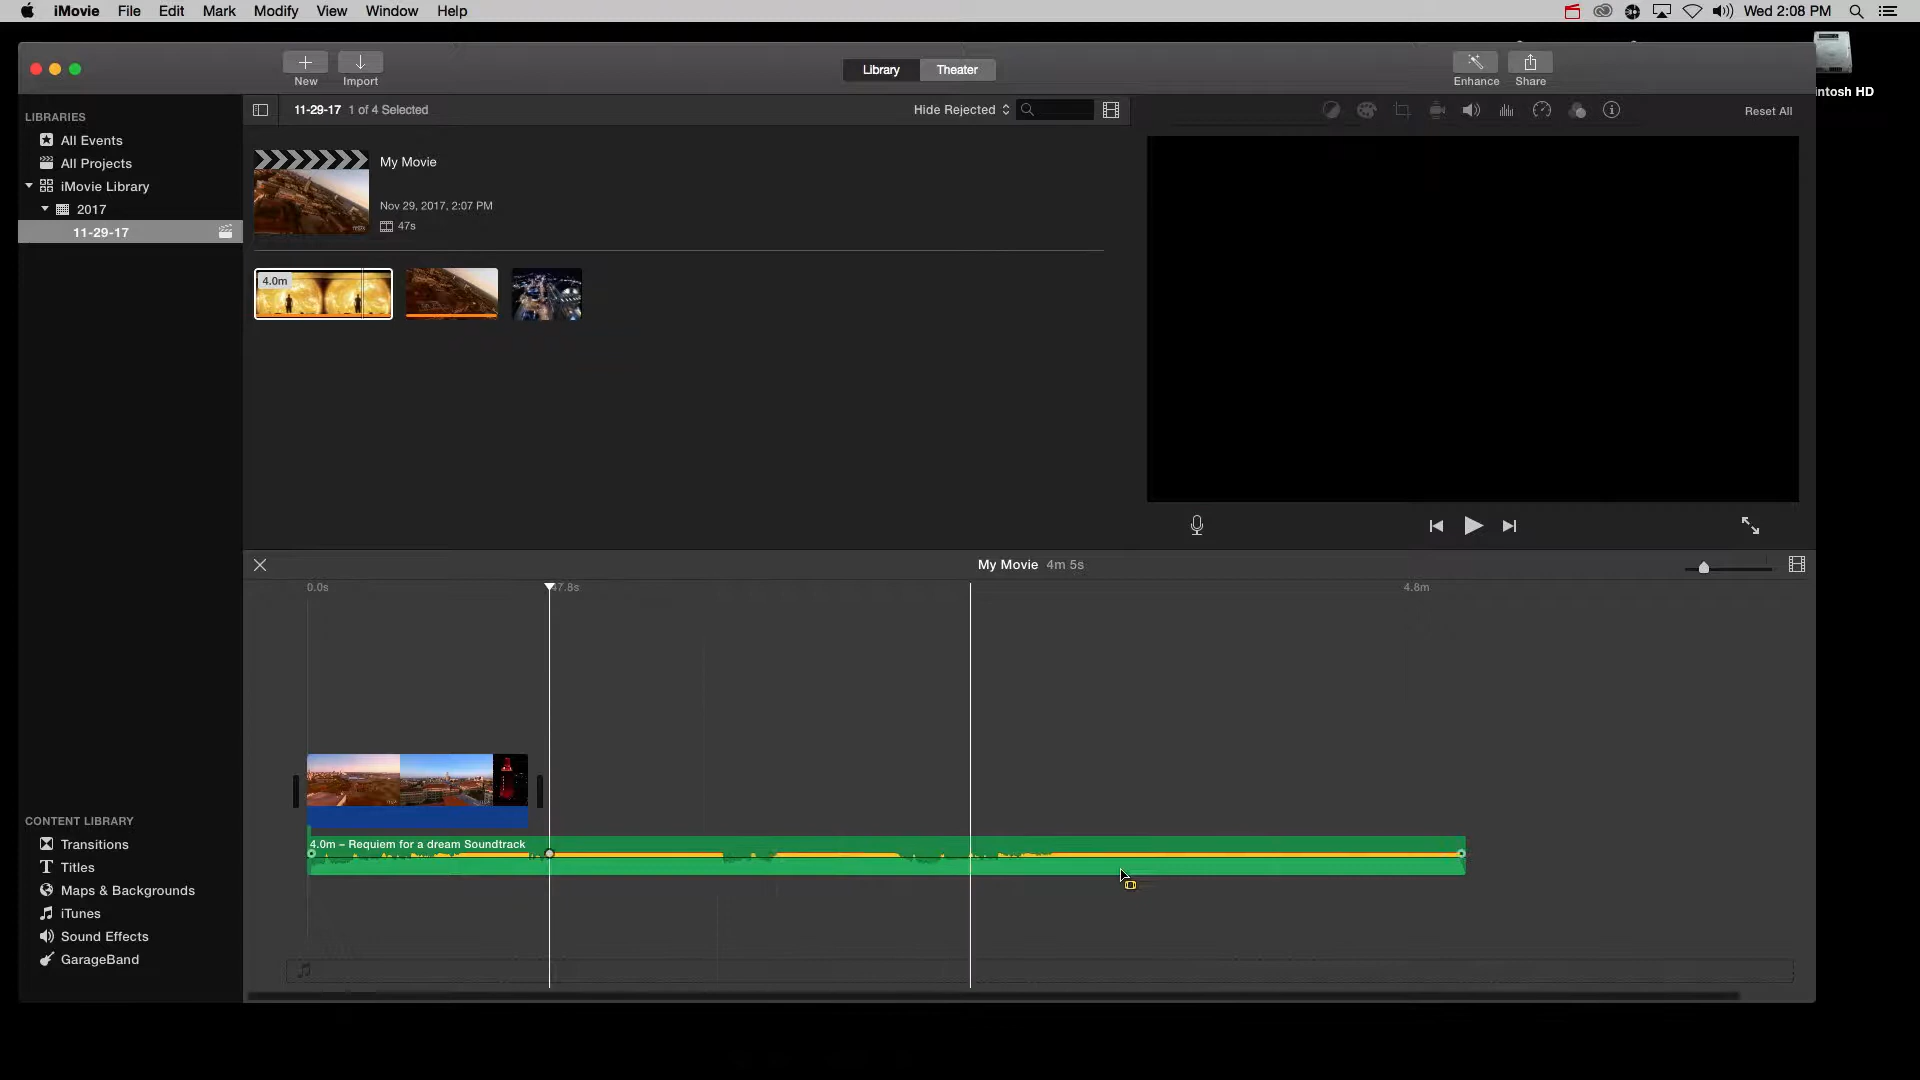 iMovie File Edit Mark Modify View Window Help
Wed 2:08 PM
New
Import
Library
Theater
Enhance
Share
intosh HD
LIBRARIES
All Events
All Projects
iMovie Library
2017
11-29-17
11-29-17 1 of 4 Selected
Hide Rejected
Reset All
My Movie
Nov 29, 2017, 2:07 PM
47s
4.0m
My Movie 4m 5s
0.0s
47.8s
4.8m
4.0m – Requiem for a dream Soundtrack
CONTENT LIBRARY
Transitions
Titles
Maps & Backgrounds
iTunes
Sound Effects
GarageBand